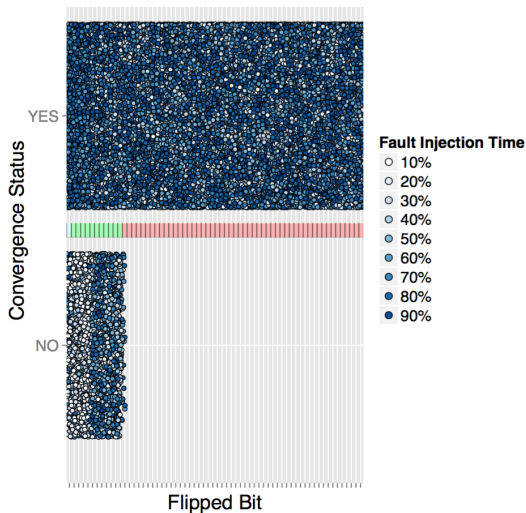 Convergence Status
YES
NO
Flipped Bit
Fault Injection Time
10%
20%
30%
40%
50%
60%
70%
80%
90%